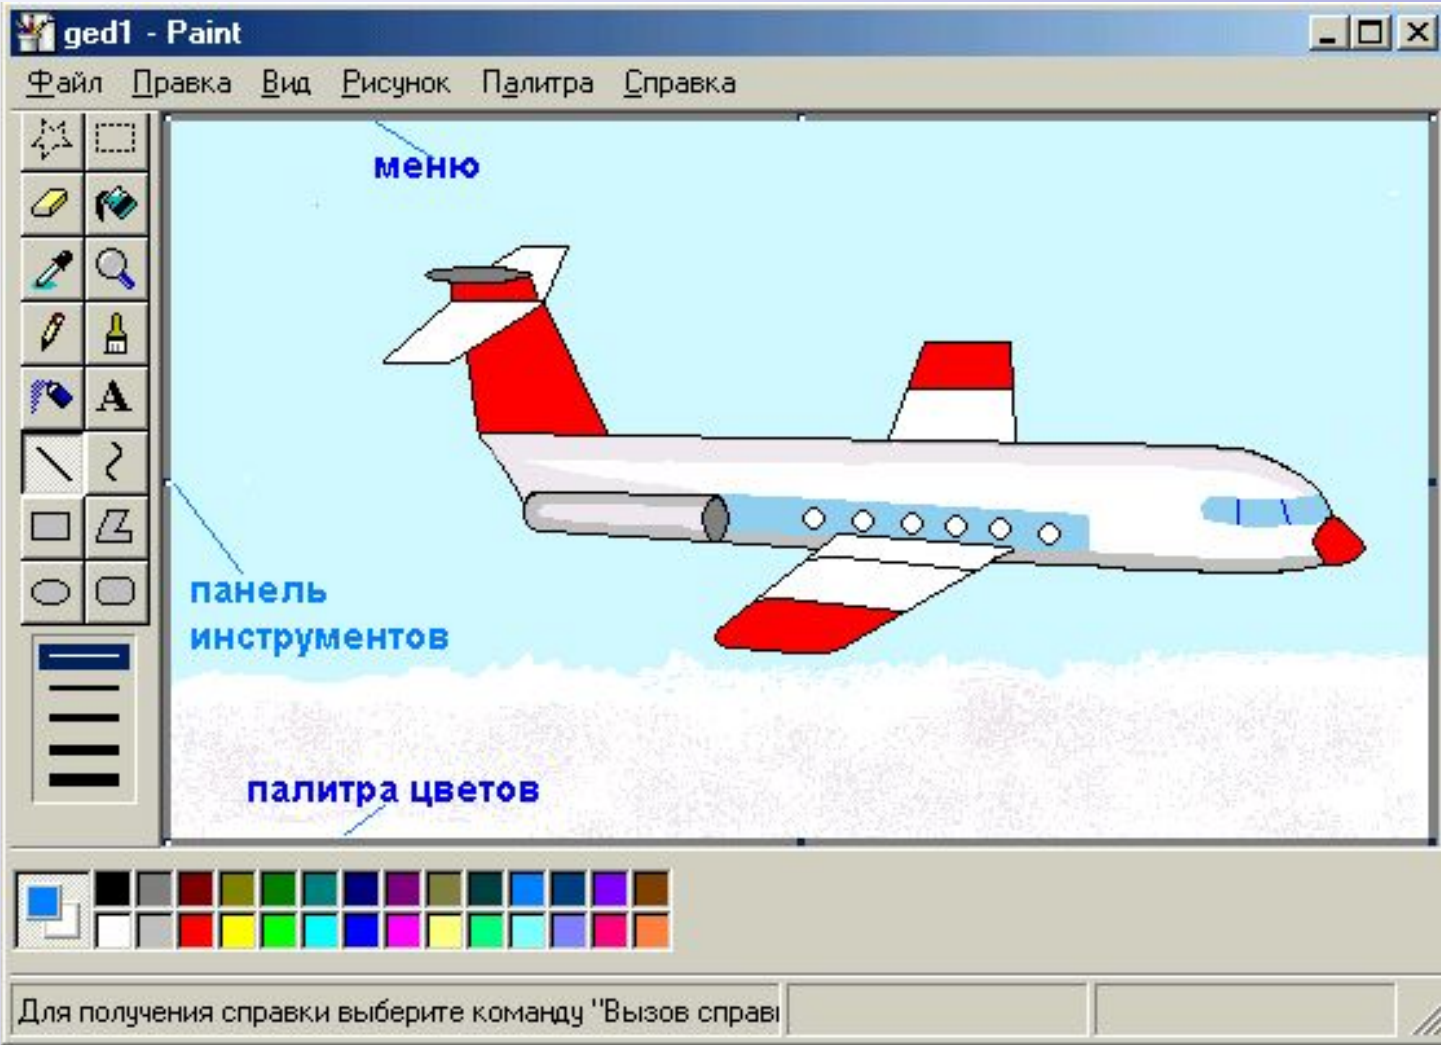 ged1 - Paint
Файл Правка Вид Рисунок Палитра Справка
меню
A
панель
инструментов
палитра цветов
Для получения справки выберите команду "Вызов